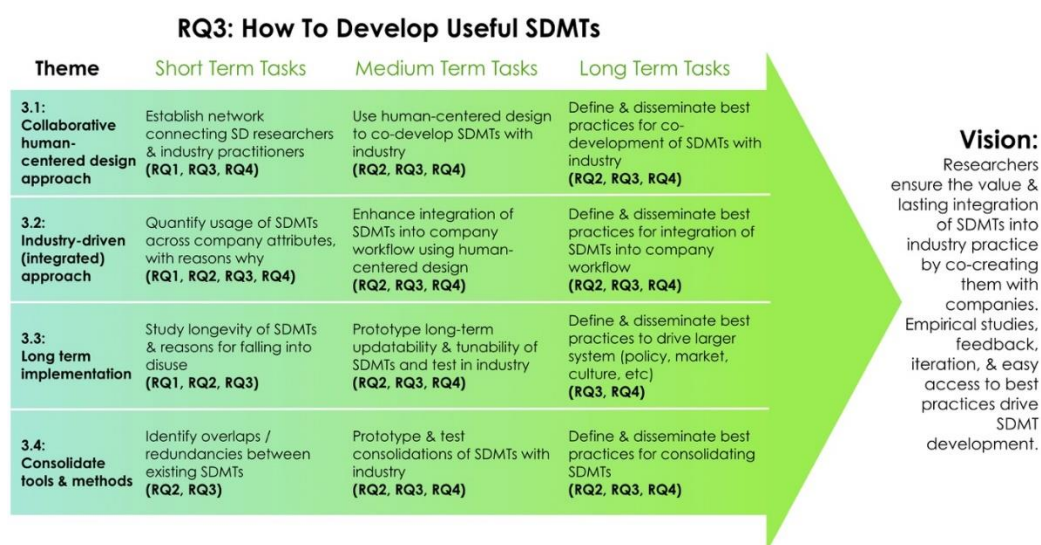 RQ3: How To Develop Useful SDMTs
Theme
Short Term Tasks
Medium Term Tasks
Long Term Tasks
3.1:
Collaborative
human-
centered design
approach
Establish network
connecting SD researchers
& industry practitioners
(RQ1, RQ3, RQ4)
Use human-centered design
to co-develop SDMTs with
industry
(RQ2, RQ3, RQ4)
Define & disseminate best
practices for co-
development of SDMTs with
industry
(RQ2, RQ3, RQ4)
3.2:
Industry-driven
(integrated)
approach
Quantify usage of SDMTs
across company attributes,
with reasons why
(RQ1, RQ2, RQ3, RQ4)
Enhance integration of
SDMTs into company
workflow using human-
centered design
(RQ2, RQ3, RQ4)
Define & disseminate best
practices for integration of
SDMTs into company
workflow
(RQ2, RQ3, RQ4)
3.3:
Long term
implementation
Study longevity of SDMTs
& reasons for falling into
disuse
(RQ1, RQ2, RQ3)
Prototype long-term
updatability & tunability of
SDMTs and test in industry
(RQ2, RQ3, RQ4)
Define & disseminate best
practices to drive larger
system (policy, market,
culture, etc)
(RQ3, RQ4)
3.4:
Consolidate
tools & methods
Identify overlaps /
redundancies between
existing SDMTs
(RQ2, RQ3)
Prototype & test
consolidations of SDMTs with
industry
(RQ2, RQ3, RQ4)
Define & disseminate best
practices for consolidating
SDMTs
(RQ2, RQ3, RQ4)
Vision:
Researchers
ensure the value &
lasting integration
of SDMTs into
industry practice
by co-creating
them with
companies.
Empirical studies,
feedback,
iteration, & easy
access to best
practices drive
SDMT
development.